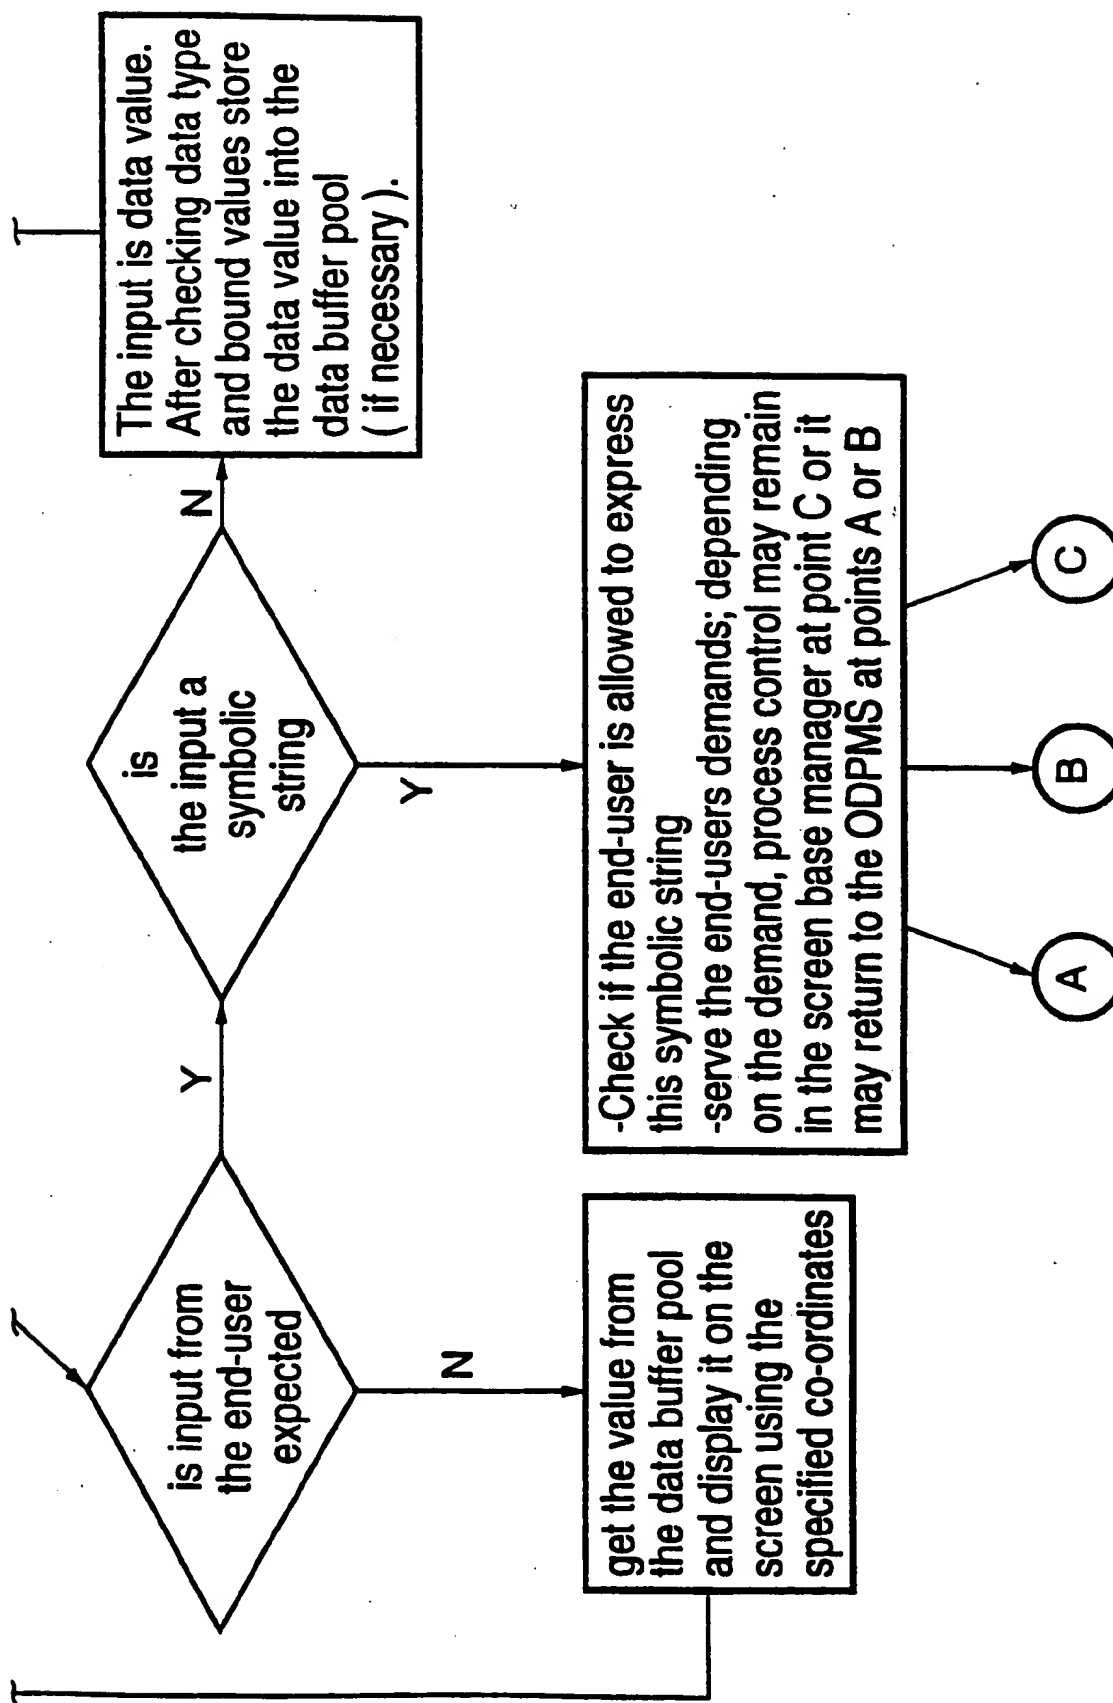 is input from
the end-user
expected
Y
N
is
the input a
symbolic
string
N
Y
The input is data value.
After checking data type
and bound values store
the data value into the
data buffer pool
( if necessary ).
get the value from
the data buffer pool
and display it on the
screen using the
specified co-ordinates
-Check if the end-user is allowed to express
this symbolic string
-serve the end-users demands; depending
on the demand, process control may remain
in the screen base manager at point C or it
may return to the ODPMS at points A or B
A
B
C